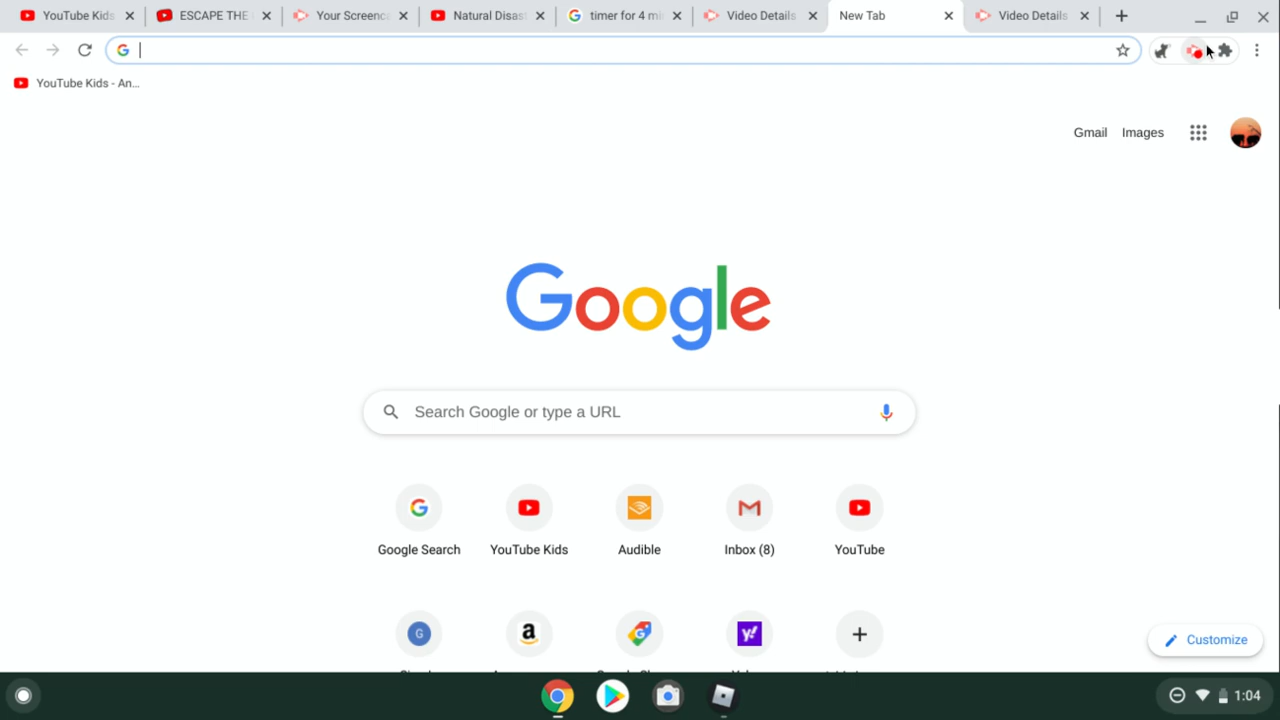 YouTube Kids
ESCAPE THE
Your Screenca
Natural Disas
timer for 4 mi
Video Details
New Tab
Video Details
YouTube Kids - An...
Gmail
Images
Google
Search Google or type a URL
Google Search
YouTube Kids
Audible
Inbox (8)
YouTube
G
a
y!
Customize
1:04